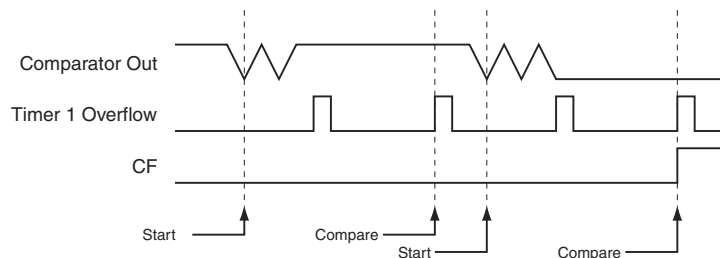 Comparator Out
Timer 1 Overflow
CF
Start
Compare
Start
Compare